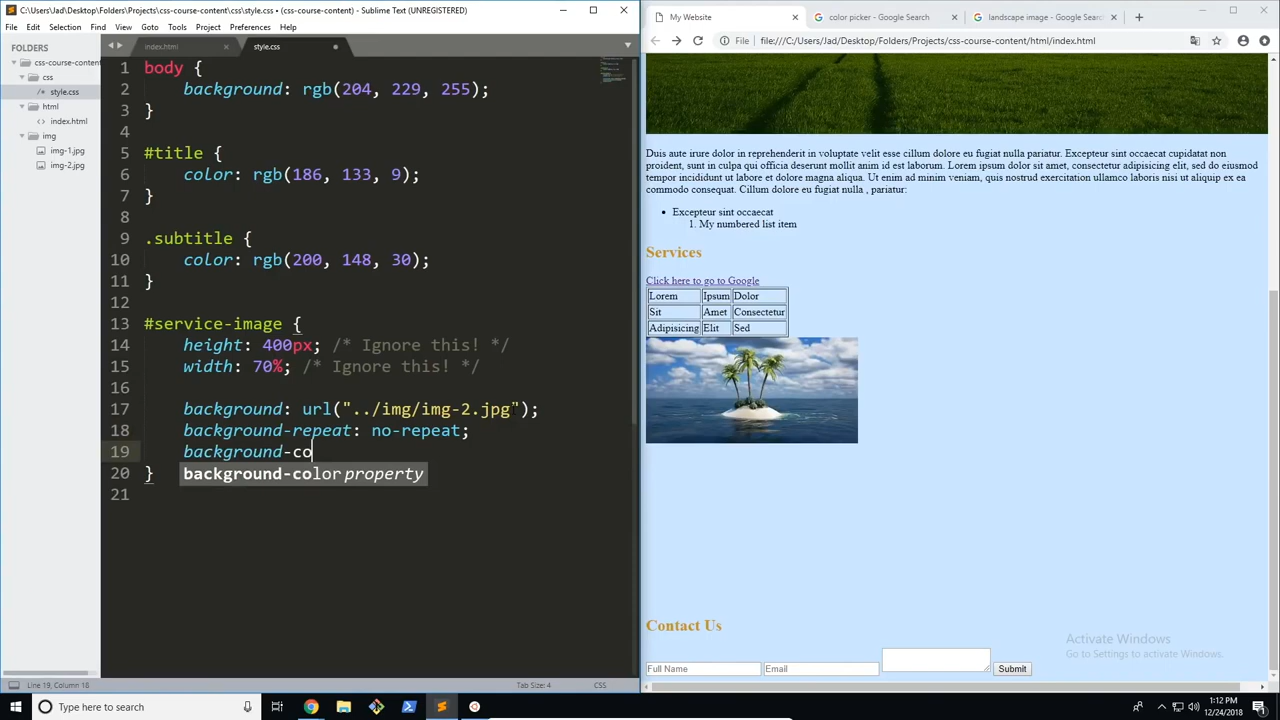 C:\Users\Jad\Desktop\Folders\Projects\css-course-content\css\style.css • (css-course-content) - Sublime Text (UNREGISTERED)
File Edit Selection Find View Goto Tools Project Preferences Help
FOLDERS
css-course-content
css
/* style.css
html
<> index.html
img
img-1.jpg
img-2.jpg
index.html
style.css
1 body {
2 background: rgb(204, 229, 255);
3 }
4
5 #title {
6 color: rgb(186, 133, 9);
7 }
8
9 .subtitle {
10 color: rgb(200, 148, 30);
11 }
12
13 #service-image {
14 height: 400px; /* Ignore this! */
15 width: 70%; /* Ignore this! */
16
17 background: url("../img/img-2.jpg");
18 background-repeat: no-repeat;
19 background-co
20 }
background-color property
21
Line 19, Column 18
Tab Size: 4
CSS
My Website
color picker - Google Search
landscape image - Google Sear
File file:///C:/Users/Jad/Desktop/Folders/Projects/css-course-content/html/index.html
Duis aute irure dolor in reprehenderit in voluptate velit esse cillum dolore eu fugiat nulla pariatur. Excepteur sint occaecat cupidatat non
proident, sunt in culpa qui officia deserunt mollit anim id est laborum. Lorem ipsum dolor sit amet, consectetur adipisicing elit, sed do eiusmod
tempor incididunt ut labore et dolore magna aliqua. Ut enim ad minim veniam, quis nostrud exercitation ullamco laboris nisi ut aliquip ex ea
commodo consequat. Cillum dolore eu fugiat nulla , pariatur:
• Excepteur sint occaecat
1. My numbered list item
Services
Click here to go to Google
Lorem Ipsum Dolor
Sit Amet Consectetur
Adipisicing Elit Sed
Contact Us
Full Name Email Submit
Activate Windows
Go to Settings to activate Windows.
Type here to search
1:12 PM
12/24/2018